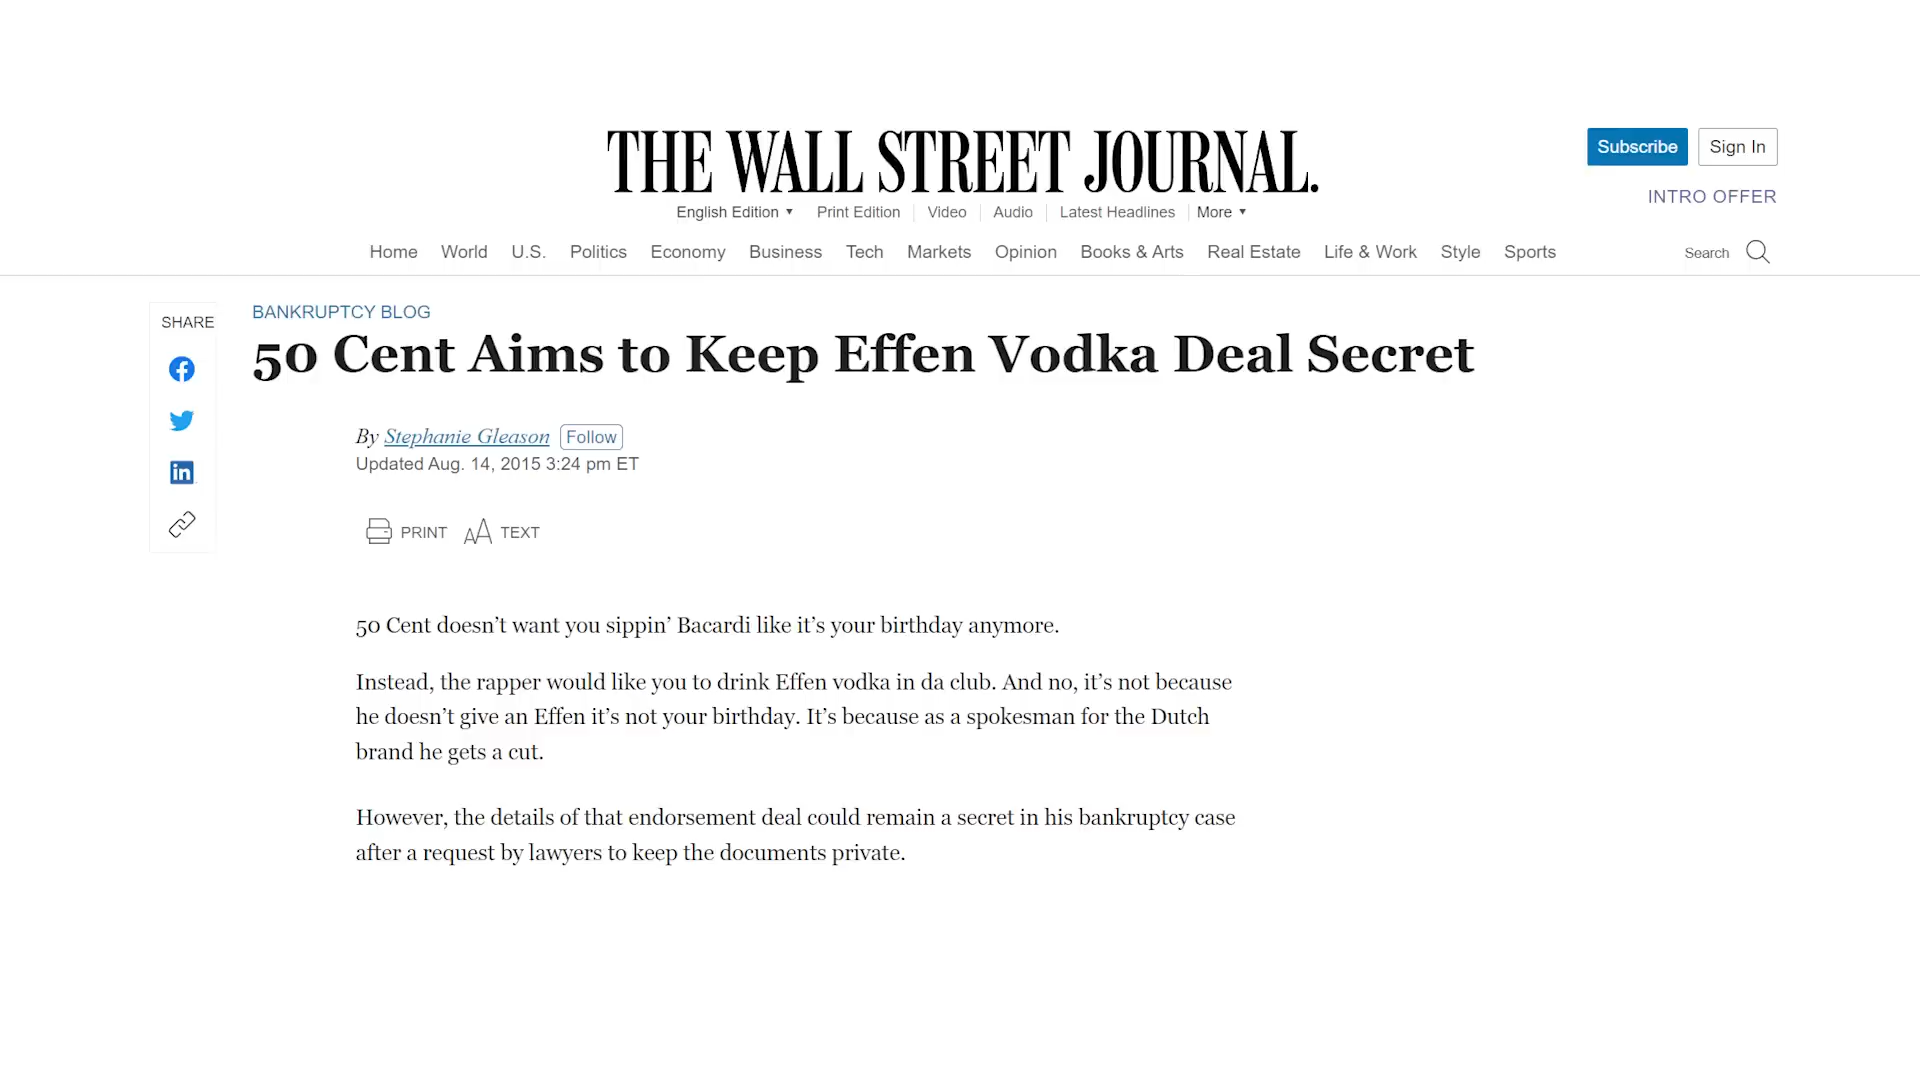 THE WALL STREET JOURNAL.
Subscribe
Sign In
INTRO OFFER
English Edition ▼ Print Edition Video Audio Latest Headlines More ▼
Home World U.S. Politics Economy Business Tech Markets Opinion Books & Arts Real Estate Life & Work Style Sports
Search
SHARE
BANKRUPTCY BLOG
50 Cent Aims to Keep Effen Vodka Deal Secret
By Stephanie Gleason Follow
Updated Aug. 14, 2015 3:24 pm ET
PRINT AA TEXT
50 Cent doesn’t want you sippin’ Bacardi like it’s your birthday anymore.
Instead, the rapper would like you to drink Effen vodka in da club. And no, it’s not because
he doesn’t give an Effen it’s not your birthday. It’s because as a spokesman for the Dutch
brand he gets a cut.
However, the details of that endorsement deal could remain a secret in his bankruptcy case
after a request by lawyers to keep the documents private.